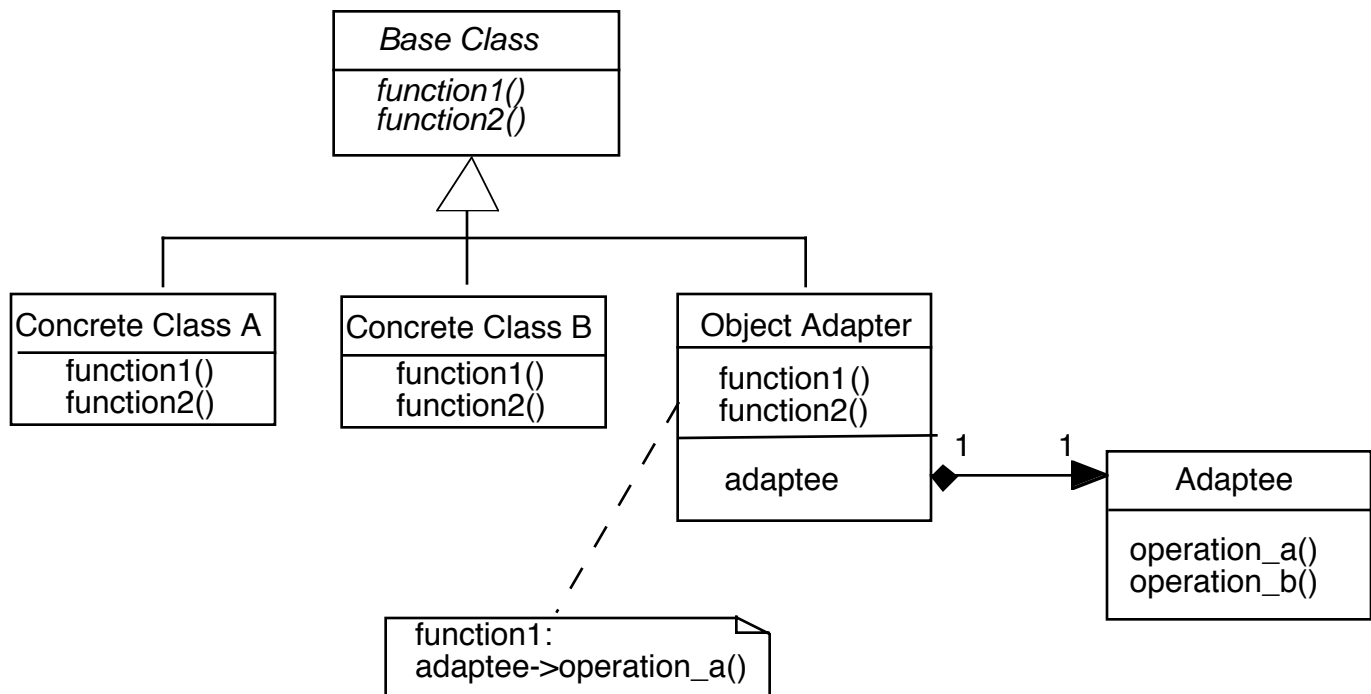 Base Class
function1()
function2()
Concrete Class A
function1()
function2()
Concrete Class B
function1()
function2()
Object Adapter
function1()
function2()
adaptee
1
1
Adaptee
operation_a()
operation_b()
function1:
adaptee->operation_a()